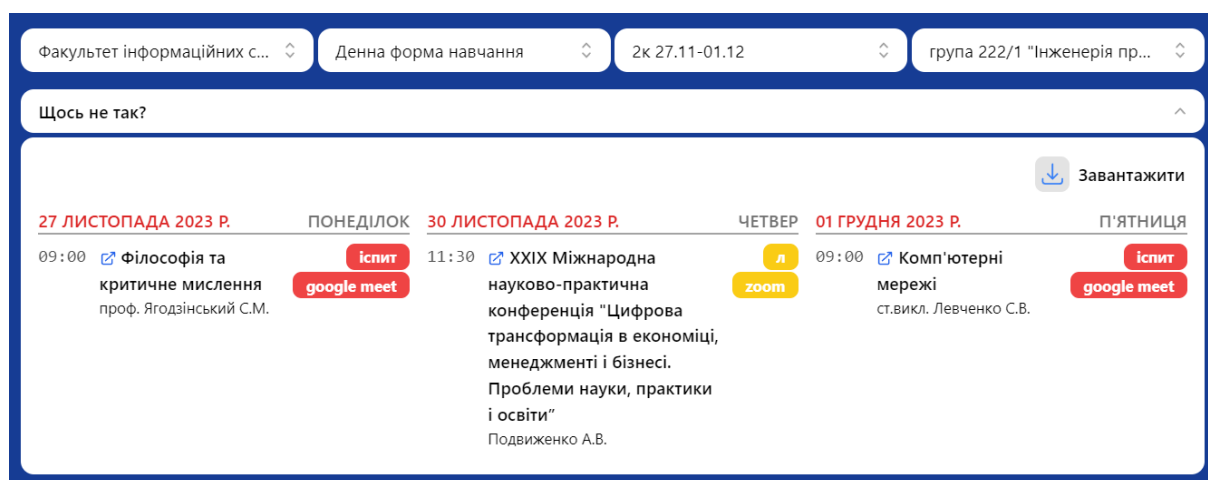 Факультет інформаційних с...
Денна форма навчання
2к 27.11-01.12
група 222/1 "Інженерія пр...
Щось не так?
Завантажити
27 ЛИСТОПАДА 2023 Р. ПОНЕДІЛОК
09:00 Філософія та іспит
критичне мислення google meet
проф. Ягодзінський С.М.
30 ЛИСТОПАДА 2023 Р. ЧЕТВЕР
11:30 XXIX Міжнародна л
науково-практична zoom
конференція "Цифрова
трансформація в економіці,
менеджменті і бізнесі.
Проблеми науки, практики
і освіти”
Подвиженко А.В.
01 ГРУДНЯ 2023 Р. П'ЯТНИЦЯ
09:00 Комп'ютерні іспит
мережі google meet
ст.викл. Левченко С.В.